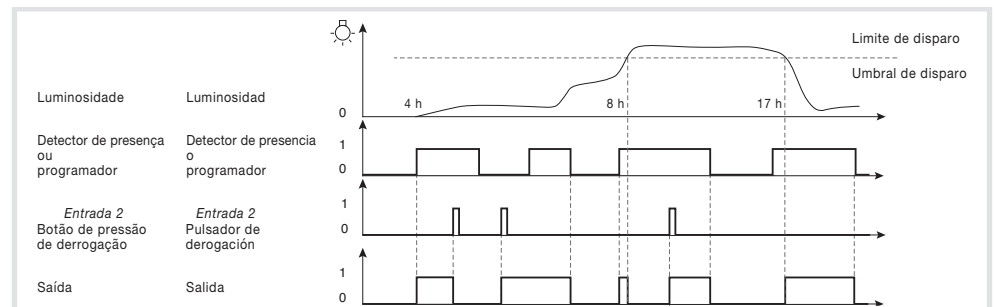 Limite de disparo
Umbral de disparo
Luminosidade
Luminosidad
0
4 h
8 h
17 h
Detector de presença
ou
programador
Detector de presencia
o
programador
1
0
Entrada 2
Botão de pressão
de derrogação
Entrada 2
Pulsador de
derogación
1
0
Saída
Salida
1
0